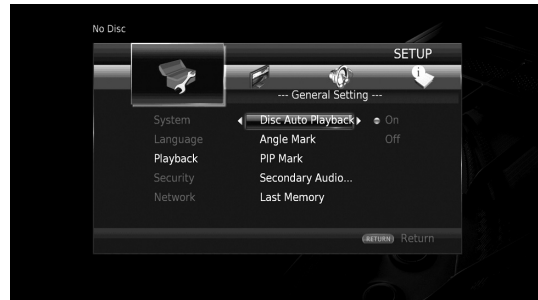 No Disc
SETUP
--- General Setting ---
System
Disc Auto Playback
On
Language
Angle Mark
Off
Playback
PIP Mark
Security
Secondary Audio...
Network
Last Memory
RETURN Return